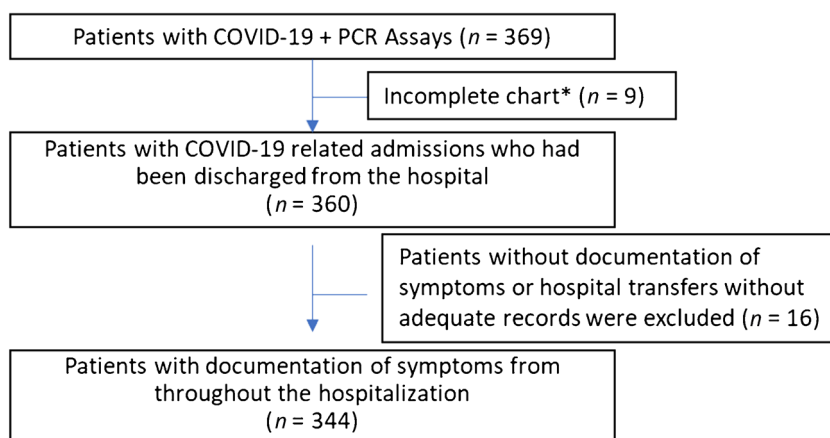 Patients with COVID-19 + PCR Assays (n = 369)
Incomplete chart* (n = 9)
Patients with COVID-19 related admissions who had
been discharged from the hospital
(n = 360)
Patients without documentation of
symptoms or hospital transfers without
adequate records were excluded (n = 16)
Patients with documentation of symptoms from
throughout the hospitalization
(n = 344)